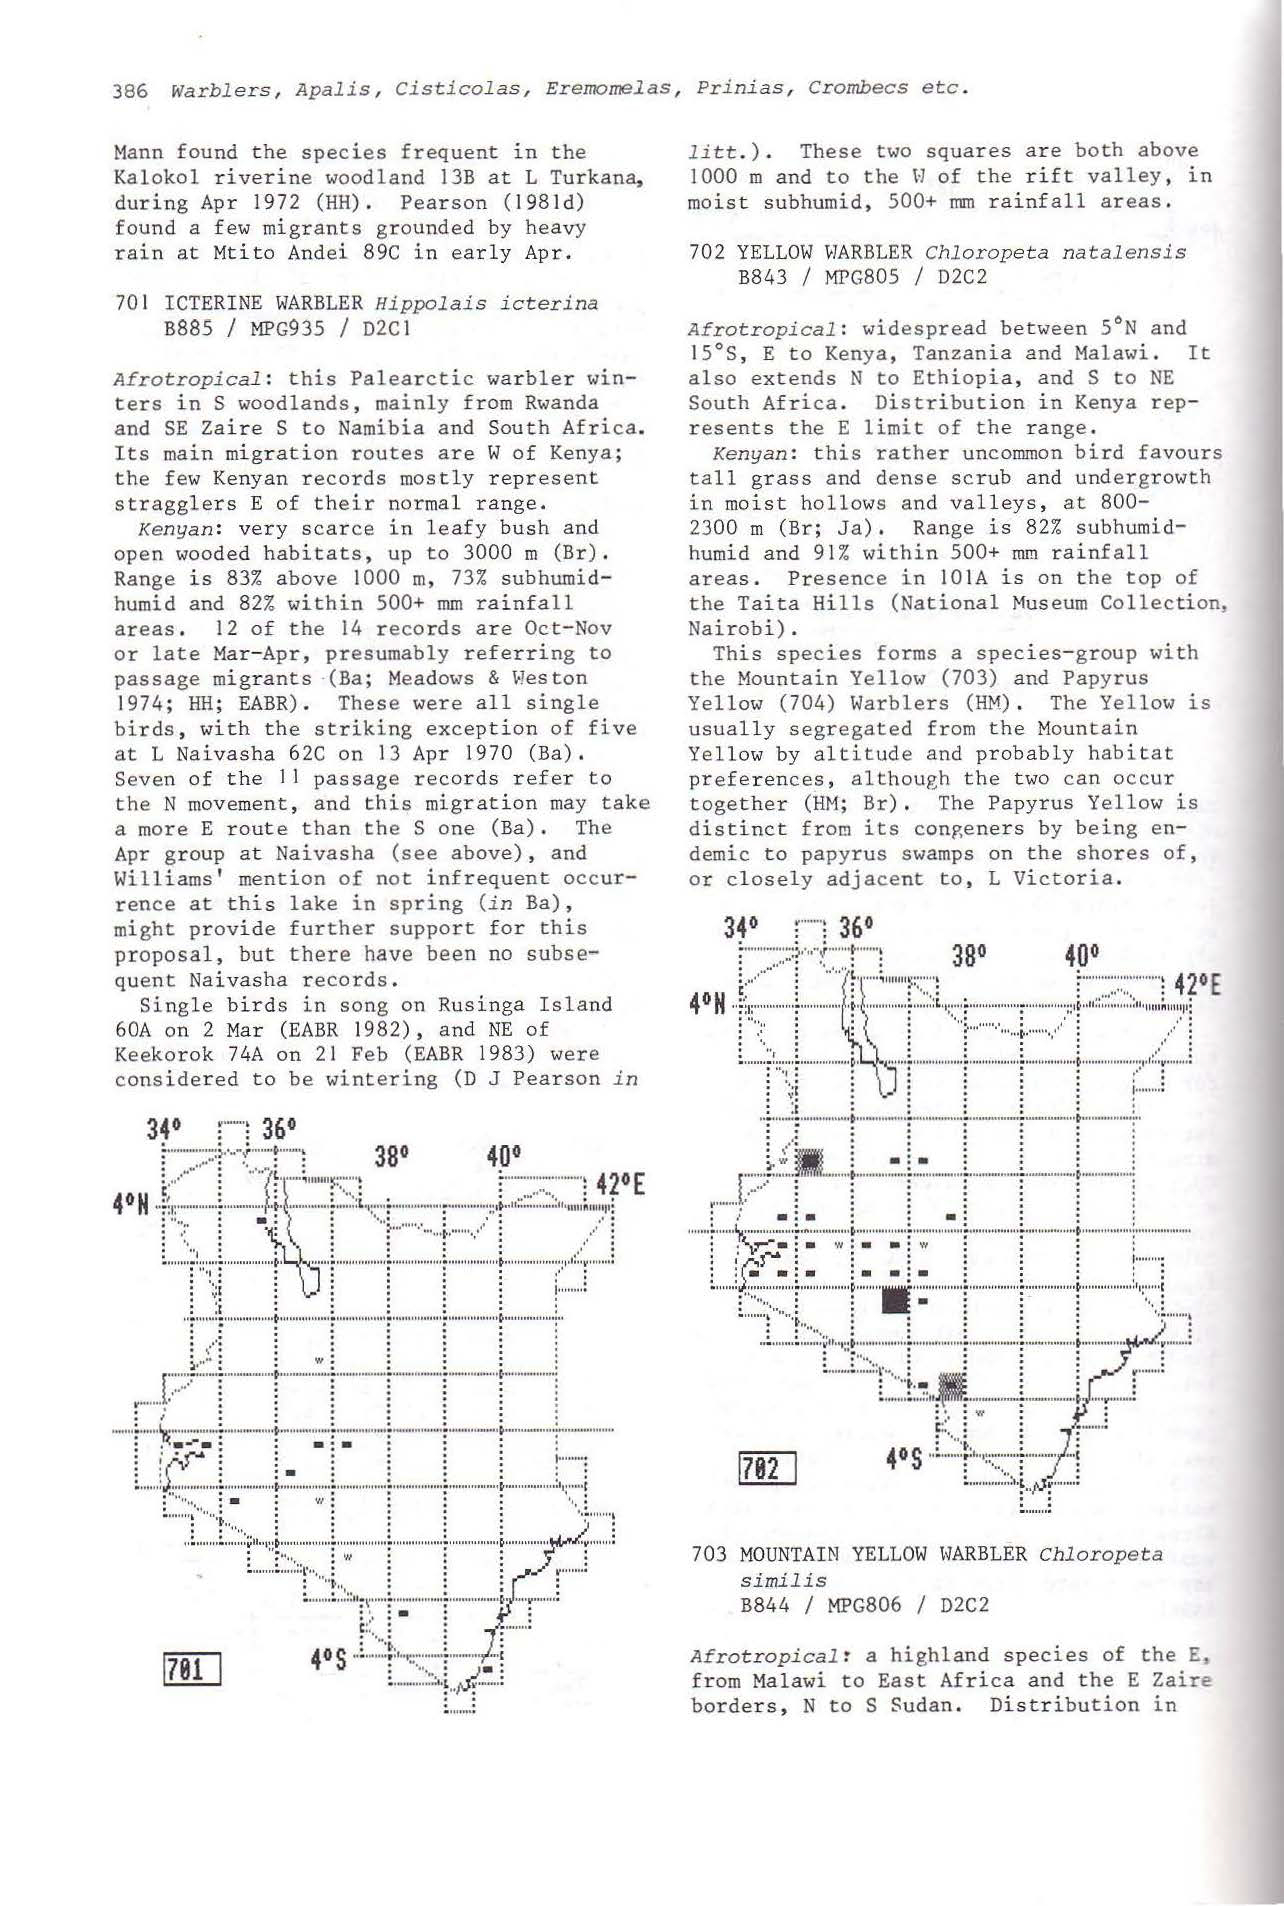 386 Warblers, Apalis, Cisticolas, Eremomelas, Prinias, Crombecs etc.
Mann found the species frequent in the
Kalokol riverine woodland 13B at L Turkana,
during Apr 1972 (HH). Pearson (1981d)
found a few migrants grounded by heavy
rain at Mtito Andei 89C in early Apr.
701 ICTERINE WARBLER Hippolais icterina
B885 / MPG935 / D2C1
Afrotropical: this Palearctic warbler win-
ters in S woodlands, mainly from Rwanda
and SE Zaire S to Namibia and South Africa.
Its main migration routes are W of Kenya;
the few Kenyan records mostly represent
stragglers E of their normal range.
Kenyan: very scarce in leafy bush and
open wooded habitats, up to 3000 m (Br).
Range is 83% above 1000 m, 73% subhumid-
humid and 82% within 500+ mm rainfall
areas. 12 of the 14 records are Oct-Nov
or late Mar-Apr, presumably referring to
passage migrants (Ba; Meadows & Weston
1974; HH; EABR). These were all single
birds, with the striking exception of five
at L Naivasha 62C on 13 Apr 1970 (Ba).
Seven of the 11 passage records refer to
the N movement, and this migration may take
a more E route than the S one (Ba). The
Apr group at Naivasha (see above), and
Williams' mention of not infrequent occur-
rence at this lake in spring (in Ba),
might provide further support for this
proposal, but there have been no subse-
quent Naivasha records.
Single birds in song on Rusinga Island
60A on 2 Mar (EABR 1982), and NE of
Keekorok 74A on 21 Feb (EABR 1983) were
considered to be wintering (D J Pearson in
34° 36°
38° 40°
42°E
4°N
w
w
w
4°S
701
litt.). These two squares are both above
1000 m and to the W of the rift valley, in
moist subhumid, 500+ mm rainfall areas.
702 YELLOW WARBLER Chloropeta natalensis
B843 / MPG805 / D2C2
Afrotropical: widespread between 5°N and
15°S, E to Kenya, Tanzania and Malawi. It
also extends N to Ethiopia, and S to NE
South Africa. Distribution in Kenya rep-
resents the E limit of the range.
Kenyan: this rather uncommon bird favours
tall grass and dense scrub and undergrowth
in moist hollows and valleys, at 800-
2300 m (Br; Ja). Range is 82% subhumid-
humid and 91% within 500+ mm rainfall
areas. Presence in 101A is on the top of
the Taita Hills (National Museum Collection,
Nairobi).
This species forms a species-group with
the Mountain Yellow (703) and Papyrus
Yellow (704) Warblers (HM). The Yellow is
usually segregated from the Mountain
Yellow by altitude and probably habitat
preferences, although the two can occur
together (HM; Br). The Papyrus Yellow is
distinct from its congeners by being en-
demic to papyrus swamps on the shores of,
or closely adjacent to, L Victoria.
34° 36°
38° 40°
42°E
4°N
w
w w
w
4°S
702
703 MOUNTAIN YELLOW WARBLER Chloropeta
similis
B844 / MPG806 / D2C2
Afrotropical: a highland species of the E,
from Malawi to East Africa and the E Zaire
borders, N to S Sudan. Distribution in